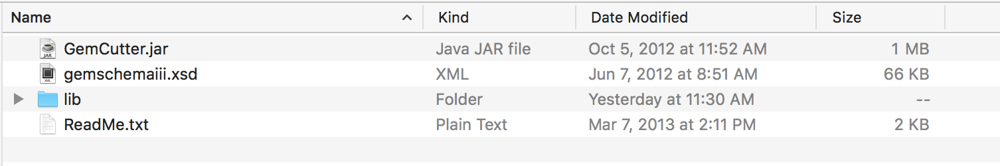 Name Kind Date Modified Size
GemCutter.jar Java JAR file Oct 5, 2012 at 11:52 AM 1 MB
gemschemaiii.xsd XML Jun 7, 2012 at 8:51 AM 66 KB
lib Folder Yesterday at 11:30 AM --
ReadMe.txt Plain Text Mar 7, 2013 at 2:11 PM 2 KB